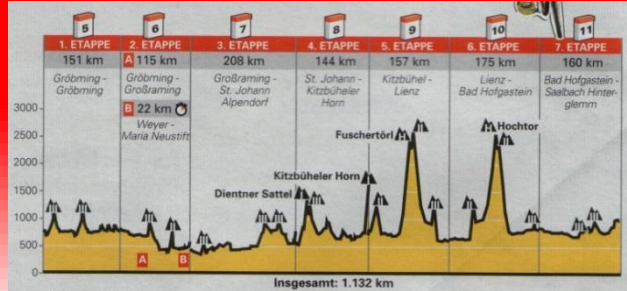 5 6 7 8 9 10 11
1. ETAPPE 2. ETAPPE 3. ETAPPE 4. ETAPPE 5. ETAPPE 6. ETAPPE 7. ETAPPE
151 km A 115 km 208 km 144 km 157 km 175 km 160 km
Gröbming - Gröbming - Großraming - St. Johann - Kitzbühel - Lienz - Bad Hofgastein -
Gröbming Großraming St. Johann Kitzbüheler Lienz Bad Hofgastein Saalbach Hinter-
Alpendorf Horn glemm
B 22 km
Weyer -
Maria Neustift
3000
2500
2000
1500
1000
500
0
Fuschertörl
Hochtor
Kitzbüheler Horn
Dientner Sattel
A B
Insgesamt: 1.132 km